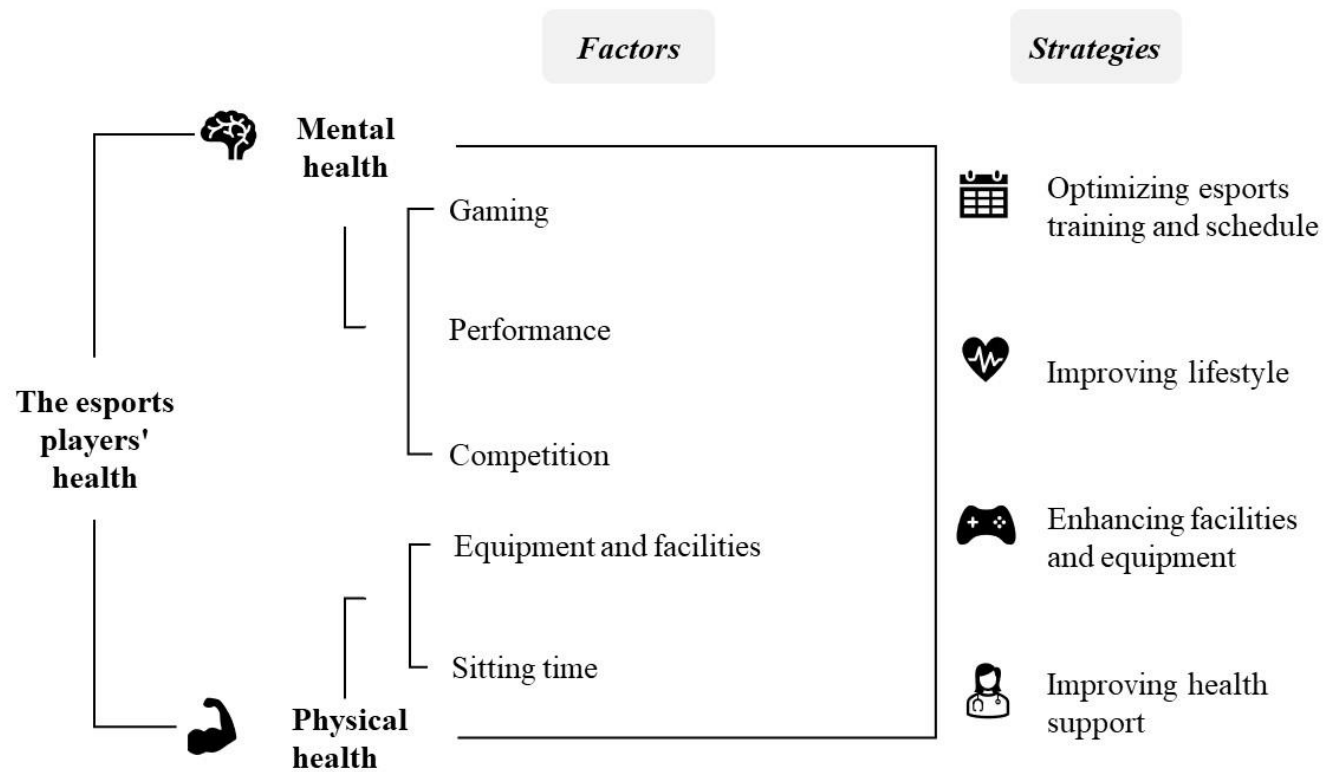 Factors
Strategies
Mental
health
Gaming
Performance
Competition
The esports
players'
health
Equipment and facilities
Sitting time
Physical
health
Optimizing esports
training and schedule
Improving lifestyle
Enhancing facilities
and equipment
Improving health
support